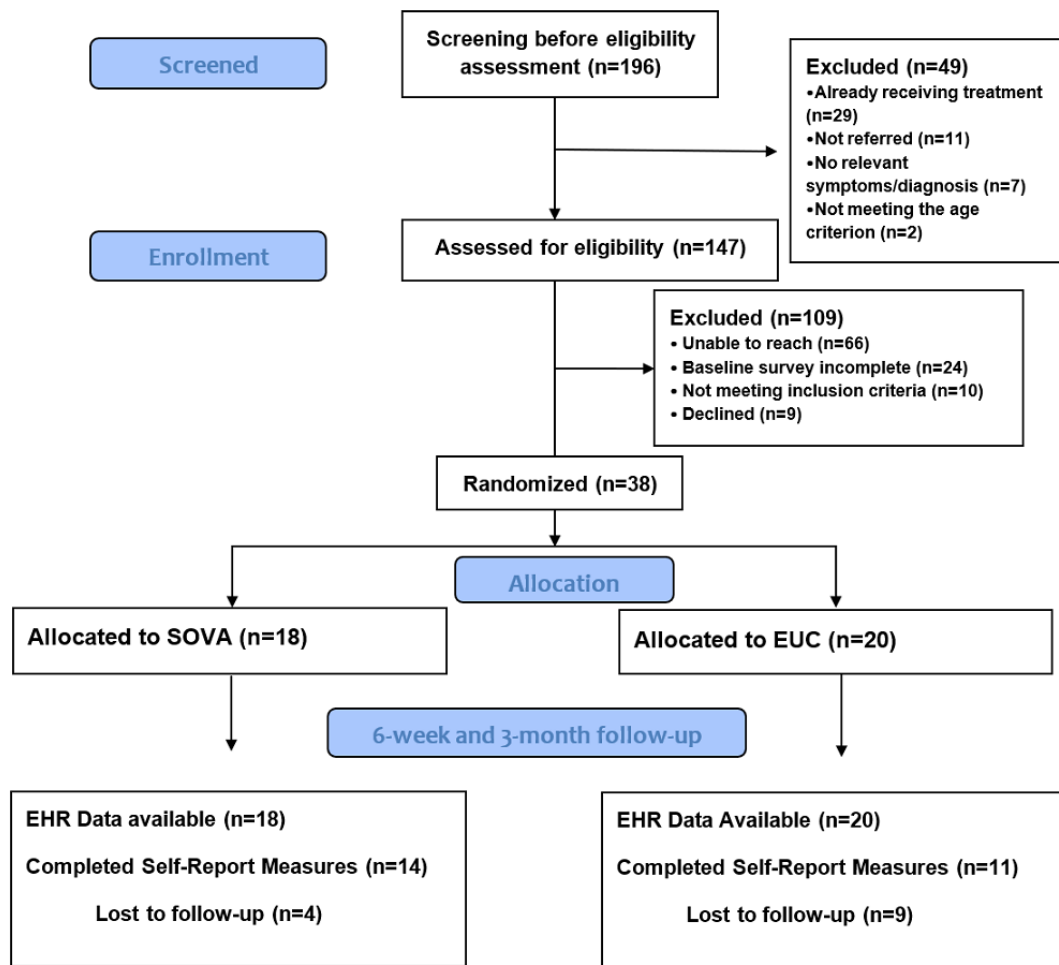 Screening before eligibility
assessment (n=196)
Screened
Excluded (n=49)
•Already receiving treatment
(n=29)
•Not referred (n=11)
•No relevant
symptoms/diagnosis (n=7)
•Not meeting the age
criterion (n=2)
Assessed for eligibility (n=147)
Enrollment
Excluded (n=109)
• Unable to reach (n=66)
• Baseline survey incomplete (n=24)
• Not meeting inclusion criteria (n=10)
• Declined (n=9)
Randomized (n=38)
Allocation
Allocated to SOVA (n=18)
Allocated to EUC (n=20)
6-week and 3-month follow-up
EHR Data available (n=18)
Completed Self-Report Measures (n=14)
Lost to follow-up (n=4)
EHR Data Available (n=20)
Completed Self-Report Measures (n=11)
Lost to follow-up (n=9)